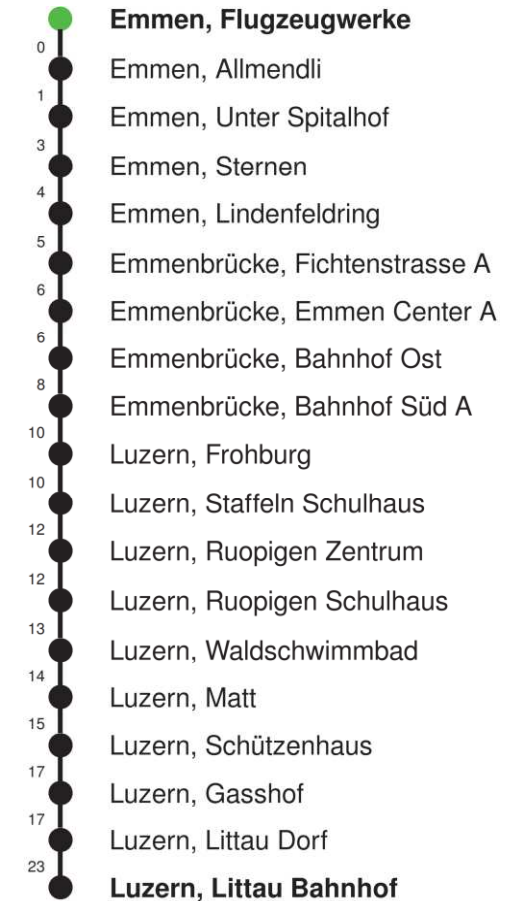 Emmen, Flugzeugwerke
0
Emmen, Allmendli
1
Emmen, Unter Spitalhof
3
Emmen, Sternen
4
Emmen, Lindenfeldring
5
Emmenbrücke, Fichtenstrasse A
6
Emmenbrücke, Emmen Center A
6
Emmenbrücke, Bahnhof Ost
8
Emmenbrücke, Bahnhof Süd A
10
Luzern, Frohburg
10
Luzern, Staffeln Schulhaus
12
Luzern, Ruopigen Zentrum
12
Luzern, Ruopigen Schulhaus
13
Luzern, Waldschwimmbad
14
Luzern, Matt
15
Luzern, Schützenhaus
17
Luzern, Gasshof
17
Luzern, Littau Dorf
23
Luzern, Littau Bahnhof